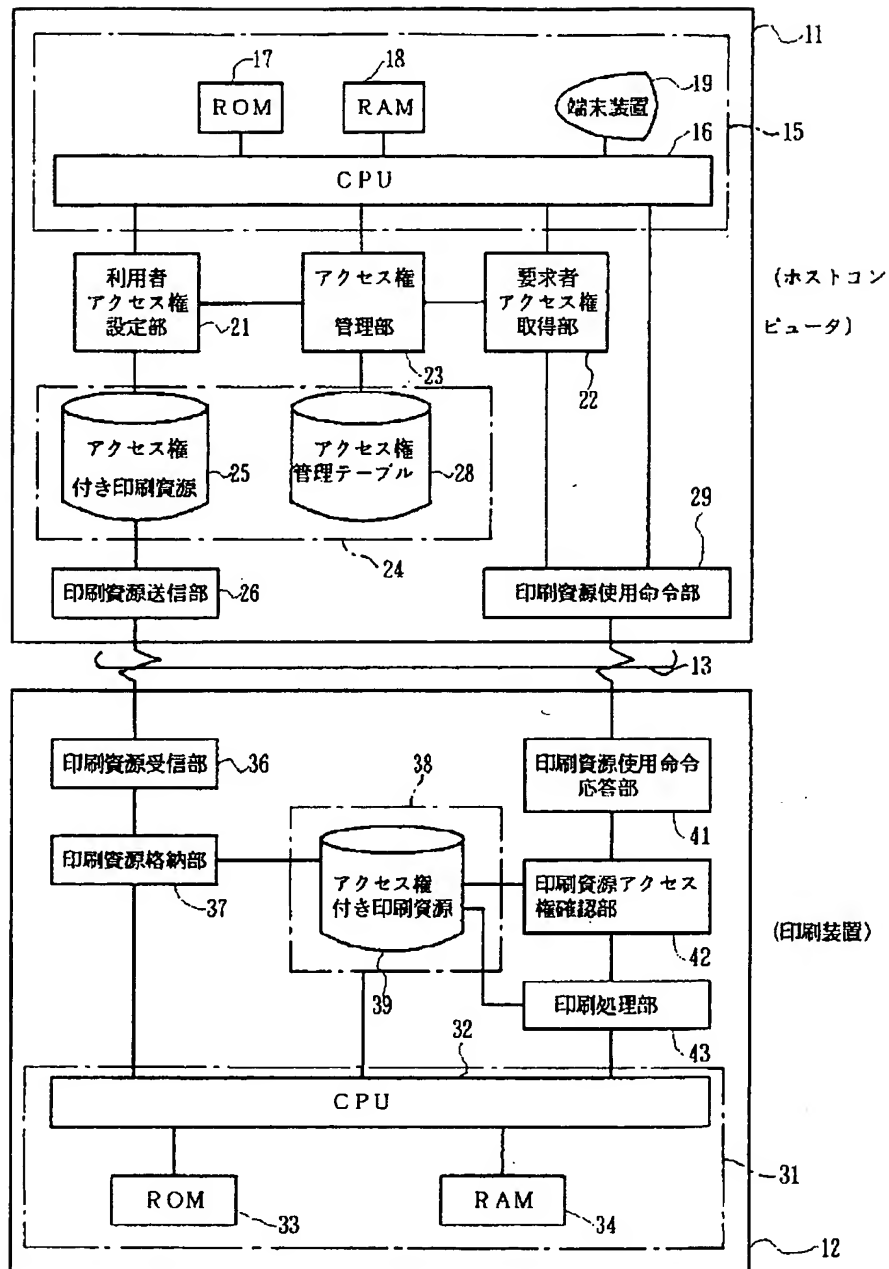 11
17
18
19
ROM
RAM
端末装置
16
15
CPU
利用者
アクセス権
設定部
21
アクセス権
管理部
23
要求者
アクセス権
取得部
22
(ホストコン
ピュータ)
アクセス権
付き印刷資源
25
アクセス権
管理テーブル
28
24
29
印刷資源送信部
26
印刷資源使用命令部
13
印刷資源受信部
36
38
印刷資源使用命令
応答部
41
印刷資源格納部
37
アクセス権
付き印刷資源
39
印刷資源アクセス
権確認部
42
(印刷装置)
印刷処理部
43
32
CPU
31
ROM
33
RAM
34
12